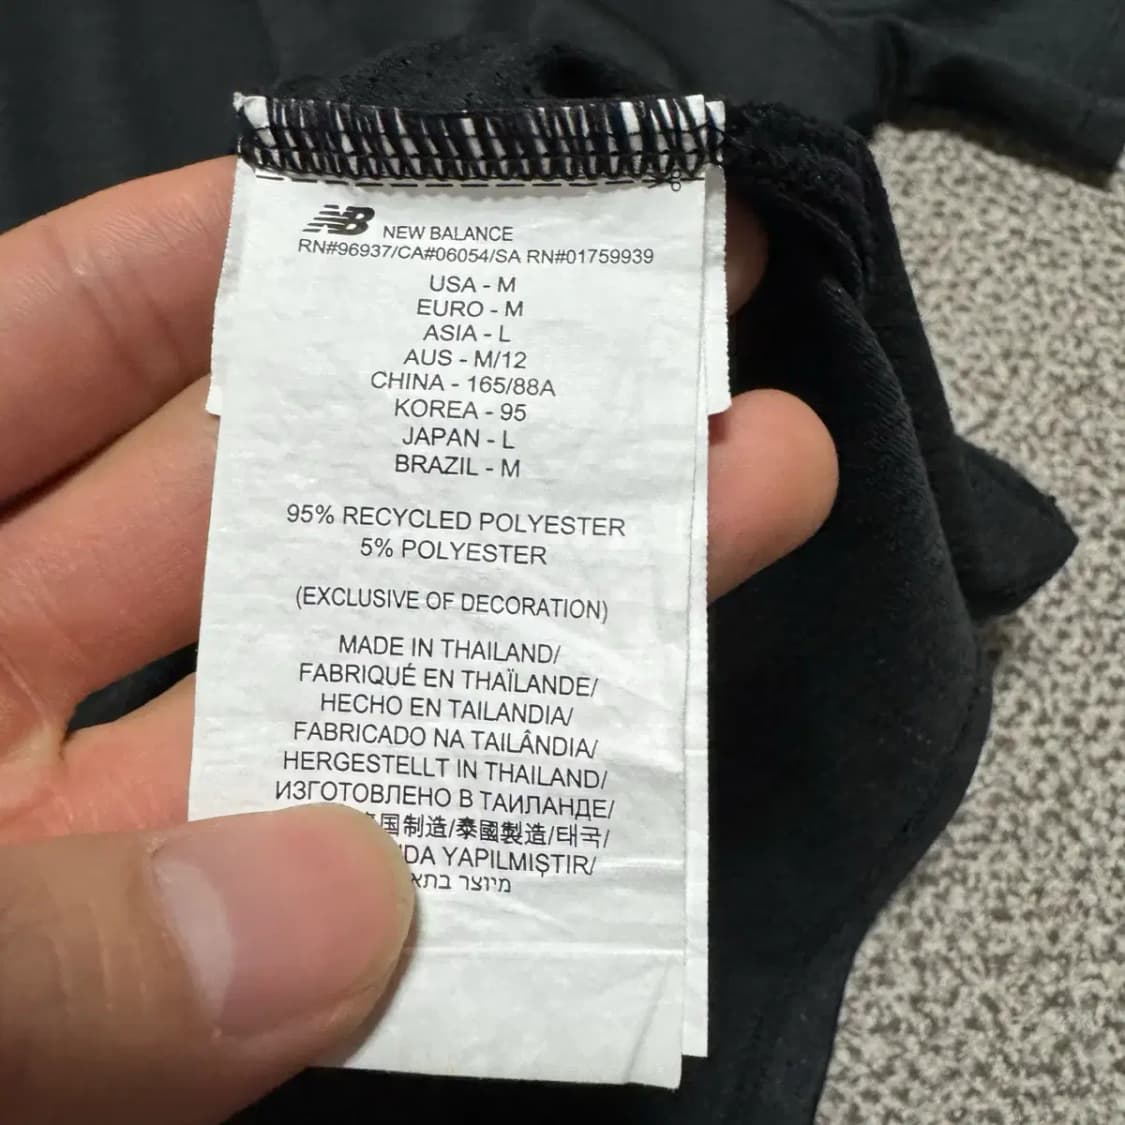 NB NEW BALANCE
RN#96937/CA#06054/SA RN#01759939
USA - M
EURO - M
ASIA - L
AUS - M/12
CHINA - 165/88A
KOREA - 95
JAPAN - L
BRAZIL - M
95% RECYCLED POLYESTER
5% POLYESTER
(EXCLUSIVE OF DECORATION)
MADE IN THAILAND/
FABRIQUÉ EN THAÏLANDE/
HECHO EN TAILANDIA/
FABRICADO NA TAILÂNDIA/
HERGESTELLT IN THAILAND/
ИЗГОТОВЛЕНО В ТАИЛАНДЕ/
国制造/泰國製造/태국/
YAPILMIŞTIR/
מיוצר